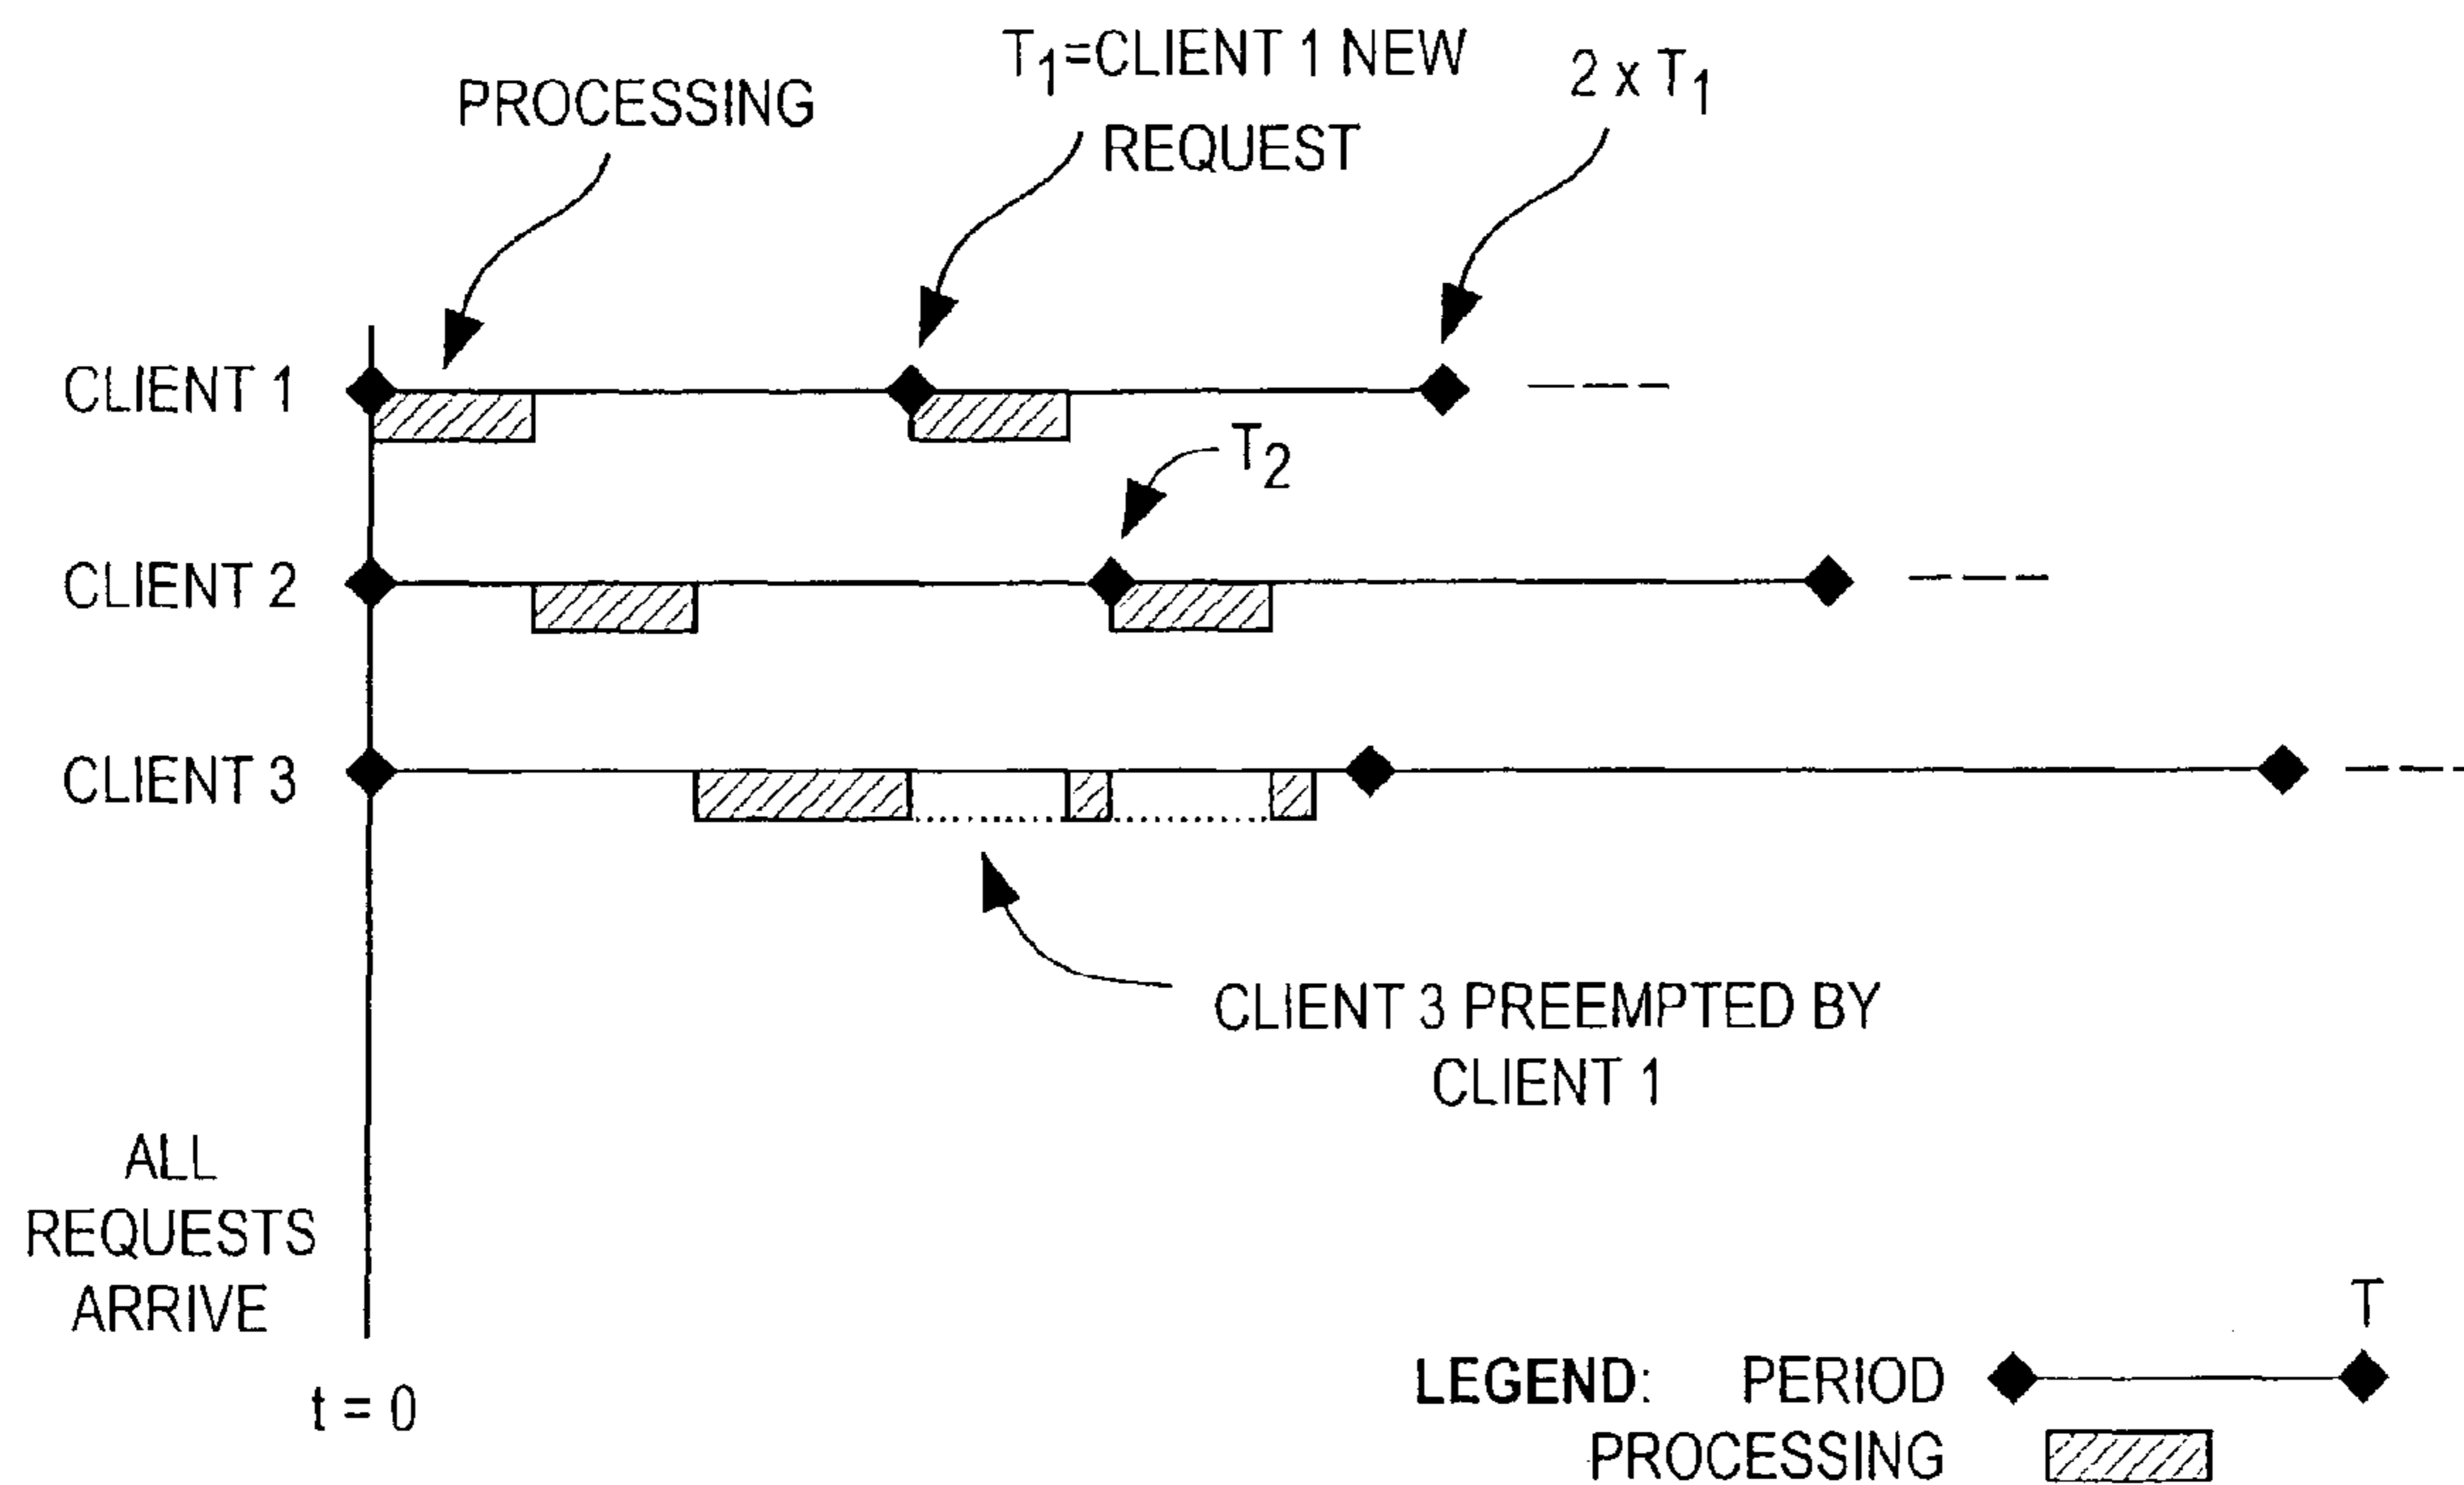 T1=CLIENT 1 NEW
REQUEST
2 x T1
PROCESSING
CLIENT 1
T2
CLIENT 2
CLIENT 3
CLIENT 3 PREEMPTED BY
CLIENT 1
ALL
REQUESTS
ARRIVE
t = 0
T
LEGEND: PERIOD
PROCESSING